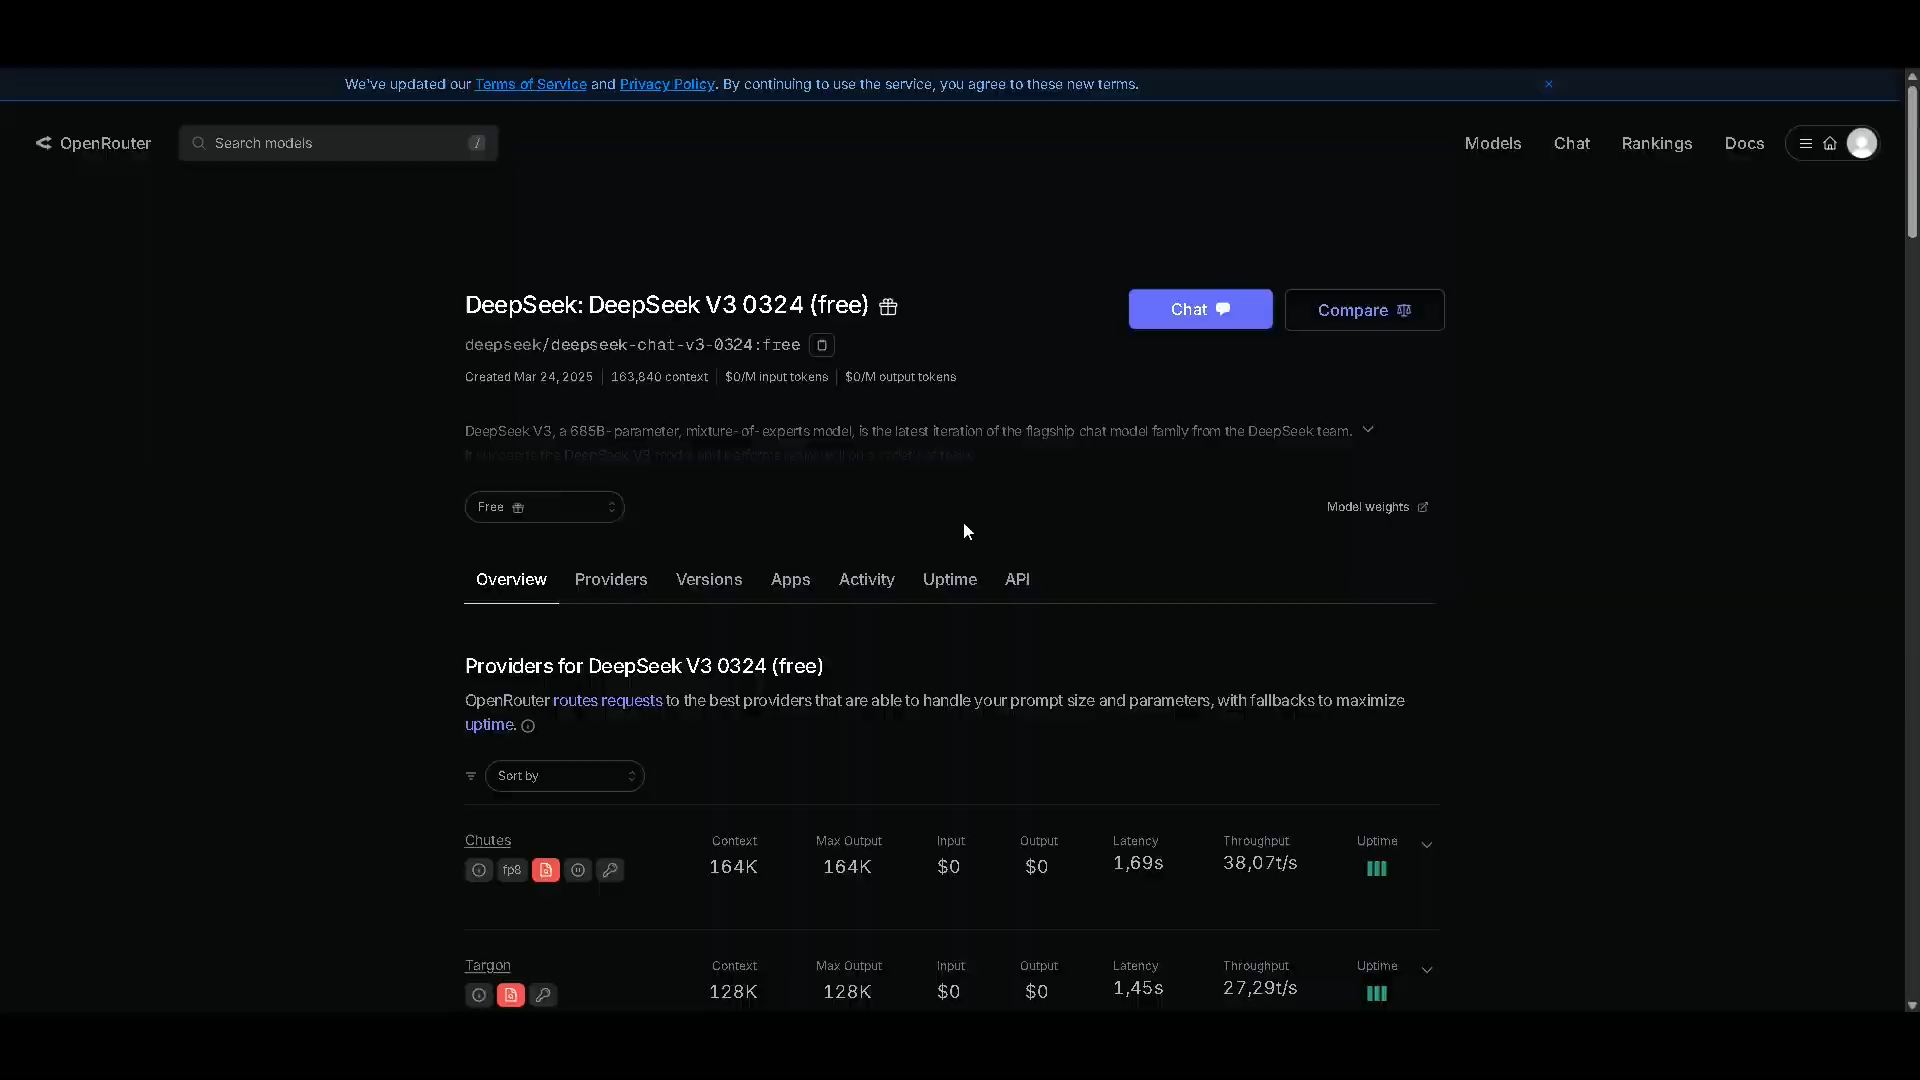 We've updated our Terms of Service and Privacy Policy. By continuing to use the service, you agree to these new terms.
OpenRouter
Search models
/
Models
Chat
Rankings
Docs
DeepSeek: DeepSeek V3 0324 (free)
Chat
Compare
deepseek/deepseek-chat-v3-0324:free
Created Mar 24, 2025
163,840 context
$0/M input tokens
$0/M output tokens
DeepSeek V3, a 685B-parameter, mixture-of-experts model, is the latest iteration of the flagship chat model family from the DeepSeek team.
Free
Model weights
Overview
Providers
Versions
Apps
Activity
Uptime
API
Providers for DeepSeek V3 0324 (free)
OpenRouter routes requests to the best providers that are able to handle your prompt size and parameters, with fallbacks to maximize
uptime.
Sort by
Chutes
Context
Max Output
Input
Output
Latency
Throughput
Uptime
fp8
164K
164K
$0
$0
1,69s
38,07t/s
Targon
Context
Max Output
Input
Output
Latency
Throughput
Uptime
128K
128K
$0
$0
1,45s
27,29t/s